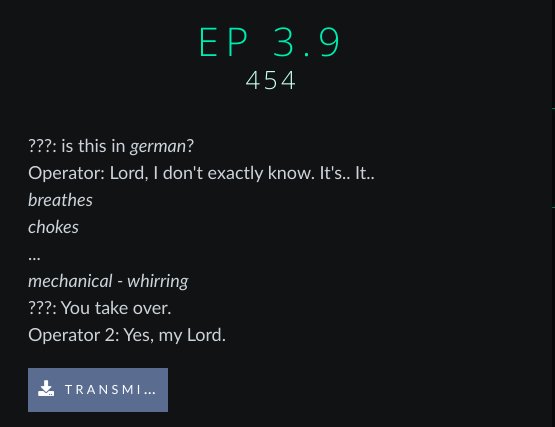 EP 3.9
454
???: is this in german?
Operator: Lord, I don't exactly know. It's.. It..
breathes
chokes
...
mechanical - whirring
???: You take over.
Operator 2: Yes, my Lord.
TRANSMI...